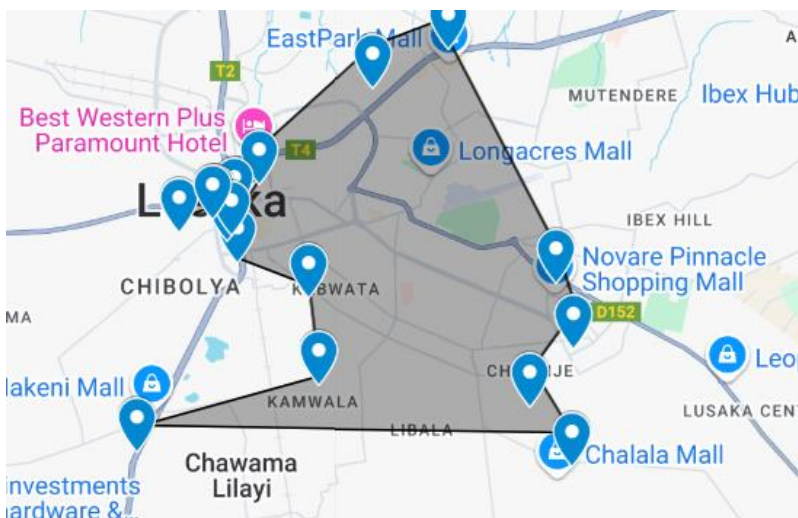 EastPark Mall
A
T2
MUTENDERE
Ibex Hub
Best Western Plus
Paramount Hotel
T4
Longacres Mall
IBEX HILL
Novare Pinnacle
Shopping Mall
CHIBOLYA
MA
D152
Leo
akeni Mall
KAMWALA
LUSAKA CEN
LIBALA
Chalala Mall
Chawama
Lilayi
investments
ardware &...